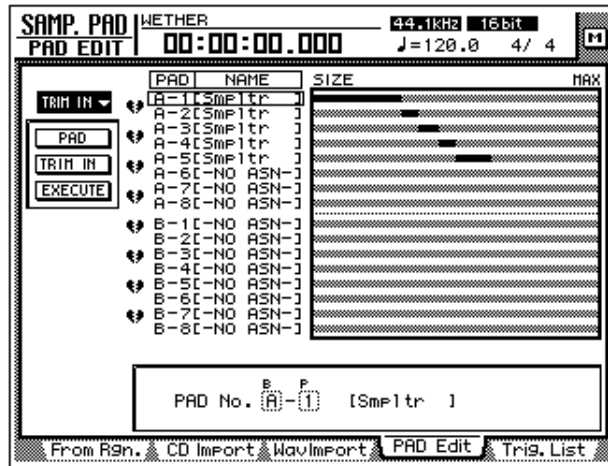 SAMP. PAD
PAD EDIT
WETHER
00:00:00.000
44.1kHz 16bit
♩=120.0 4/ 4
M
PAD NAME SIZE MAX
TRIM IN
PAD
TRIM IN
EXECUTE
A-1[Smpltr ]
A-2[Smpltr ]
A-3[Smpltr ]
A-4[Smpltr ]
A-5[Smpltr ]
A-6[-NO ASN-]
A-7[-NO ASN-]
A-8[-NO ASN-]
B-1[-NO ASN-]
B-2[-NO ASN-]
B-3[-NO ASN-]
B-4[-NO ASN-]
B-5[-NO ASN-]
B-6[-NO ASN-]
B-7[-NO ASN-]
B-8[-NO ASN-]
B P
PAD No. A-1 [Smpltr ]
From Rgn. CD Import WavImport PAD Edit Trig. List